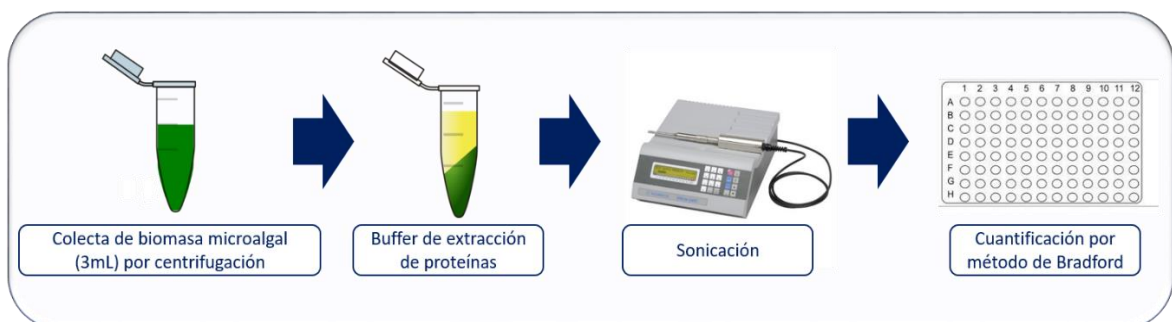 1 2 3 4 5 6 7 8 9 10 11 12
A
B
C
D
E
F
G
H
Colecta de biomasa microalgal
(3mL) por centrifugación
Buffer de extracción
de proteínas
Sonicación
Cuantificación por
método de Bradford